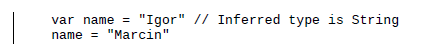 var name = "Igor" // Inferred type is String
name = "Marcin"